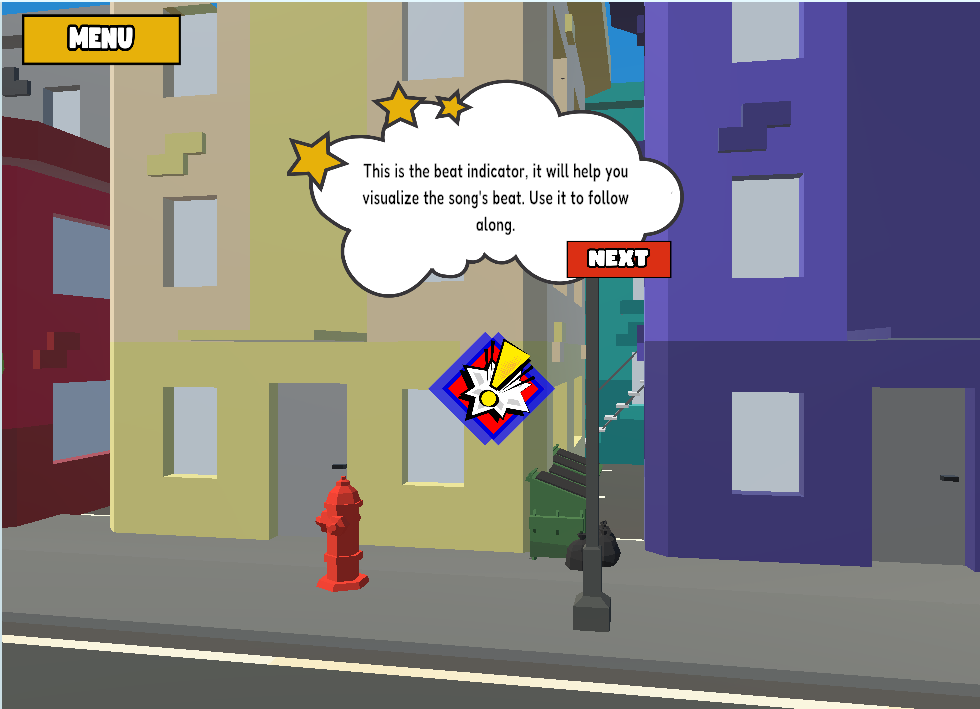 MENU
This is the beat indicator, it will help you
visualize the song's beat. Use it to follow
along.
NEXT